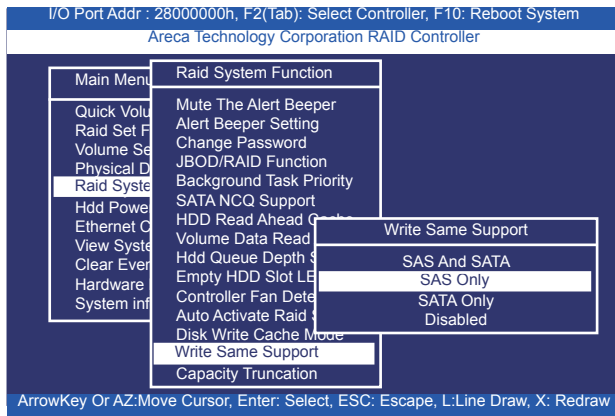 I/O Port Addr : 28000000h, F2(Tab): Select Controller, F10: Reboot System
Areca Technology Corporation RAID Controller
Main Menu
Quick Volu
Raid Set F
Volume Se
Physical D
Raid Syste
Hdd Powe
Ethernet C
View Syste
Clear Even
Hardware
System inf
Raid System Function
Mute The Alert Beeper
Alert Beeper Setting
Change Password
JBOD/RAID Function
Background Task Priority
SATA NCQ Support
HDD Read Ahead Cache
Volume Data Read
Hdd Queue Depth S
Empty HDD Slot LE
Controller Fan Dete
Auto Activate Raid S
Disk Write Cache Mode
Write Same Support
Capacity Truncation
Write Same Support
SAS And SATA
SAS Only
SATA Only
Disabled
ArrowKey Or AZ:Move Cursor, Enter: Select, ESC: Escape, L:Line Draw, X: Redraw